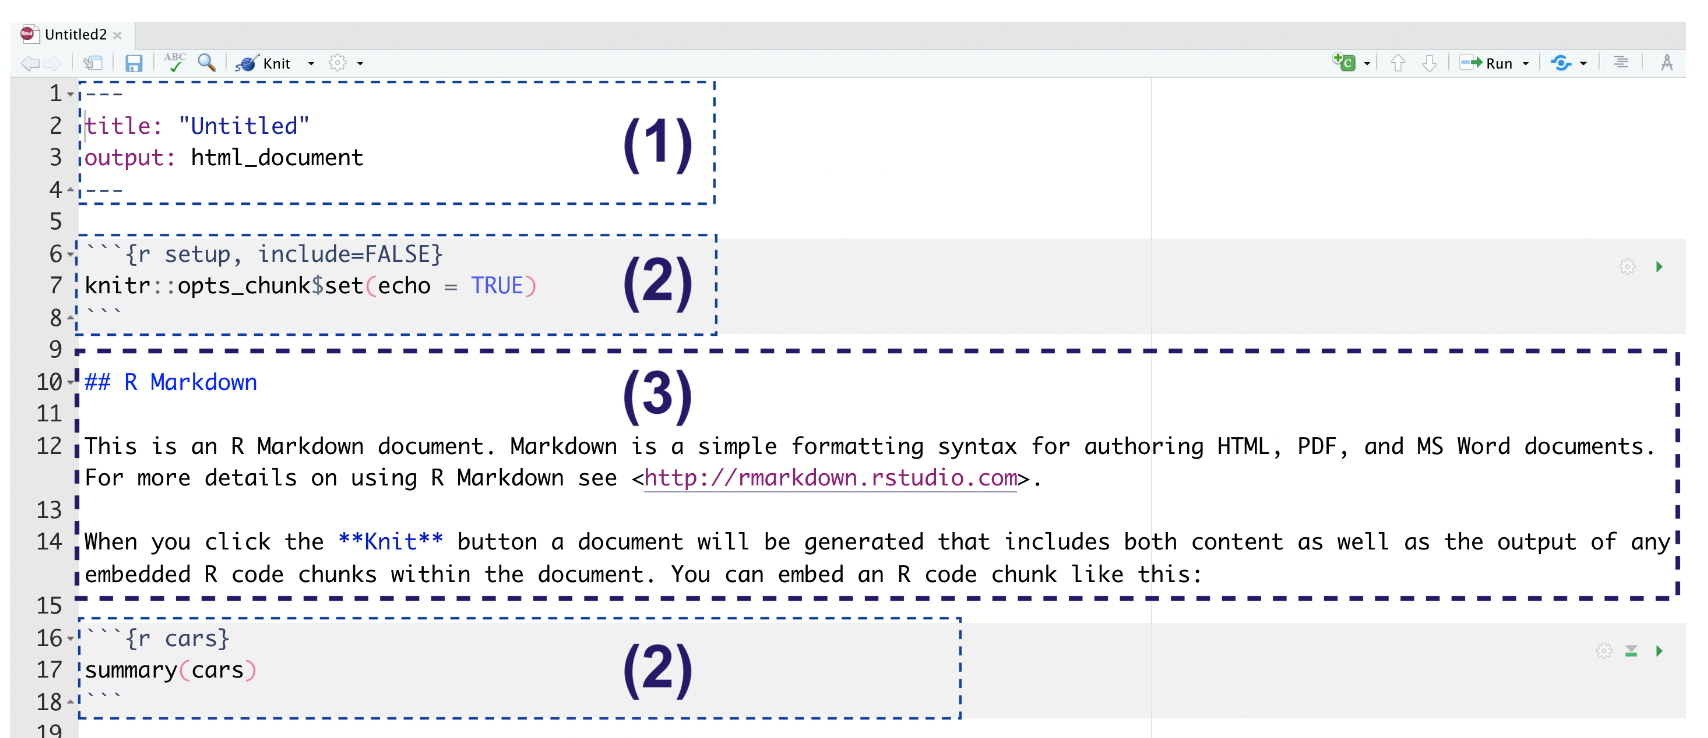 Untitled2
ABC Knit Run
1 ---
2 title: "Untitled"
3 output: html_document
(1)
4 ---
5
6 ```{r setup, include=FALSE}
7 knitr::opts_chunk$set(echo = TRUE)
(2)
8 ```
9
10 ## R Markdown
(3)
11
12 This is an R Markdown document. Markdown is a simple formatting syntax for authoring HTML, PDF, and MS Word documents.
For more details on using R Markdown see <http://rmarkdown.rstudio.com>.
13
14 When you click the **Knit** button a document will be generated that includes both content as well as the output of any
embedded R code chunks within the document. You can embed an R code chunk like this:
15
16 ```{r cars}
17 summary(cars)
(2)
18 ```
19